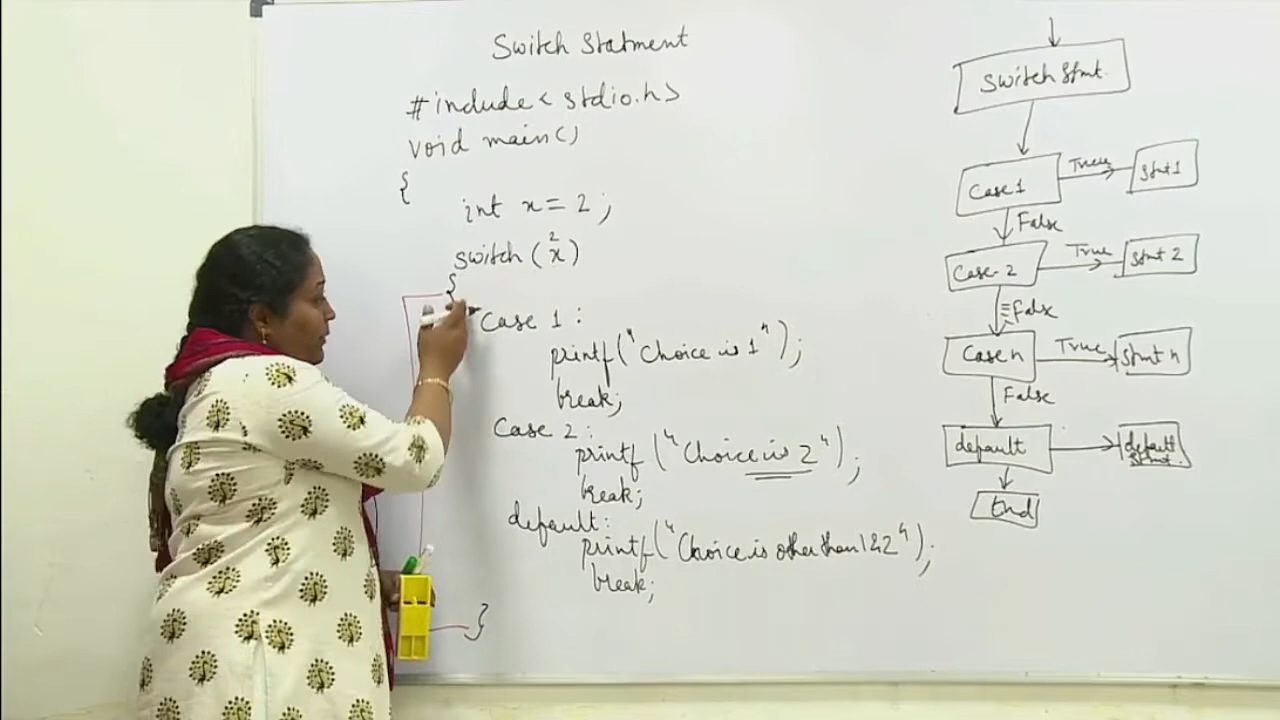 Switch Statment
#include < stdio.h>
void main()
{
int x = 2 ;
2
switch ( x )
{
Case 1 :
printf("Choice is 1");
break;
Case 2 :
printf ("Choice is 2");
break;
default:
printf("Choice is other than 1&2");
break;
}
Switch Stmt.
Case 1
True
Stmt 1
False
Case-2
True
Stmt 2
False
Case n
True
Stmt n
False
default
default
Stmt.
End